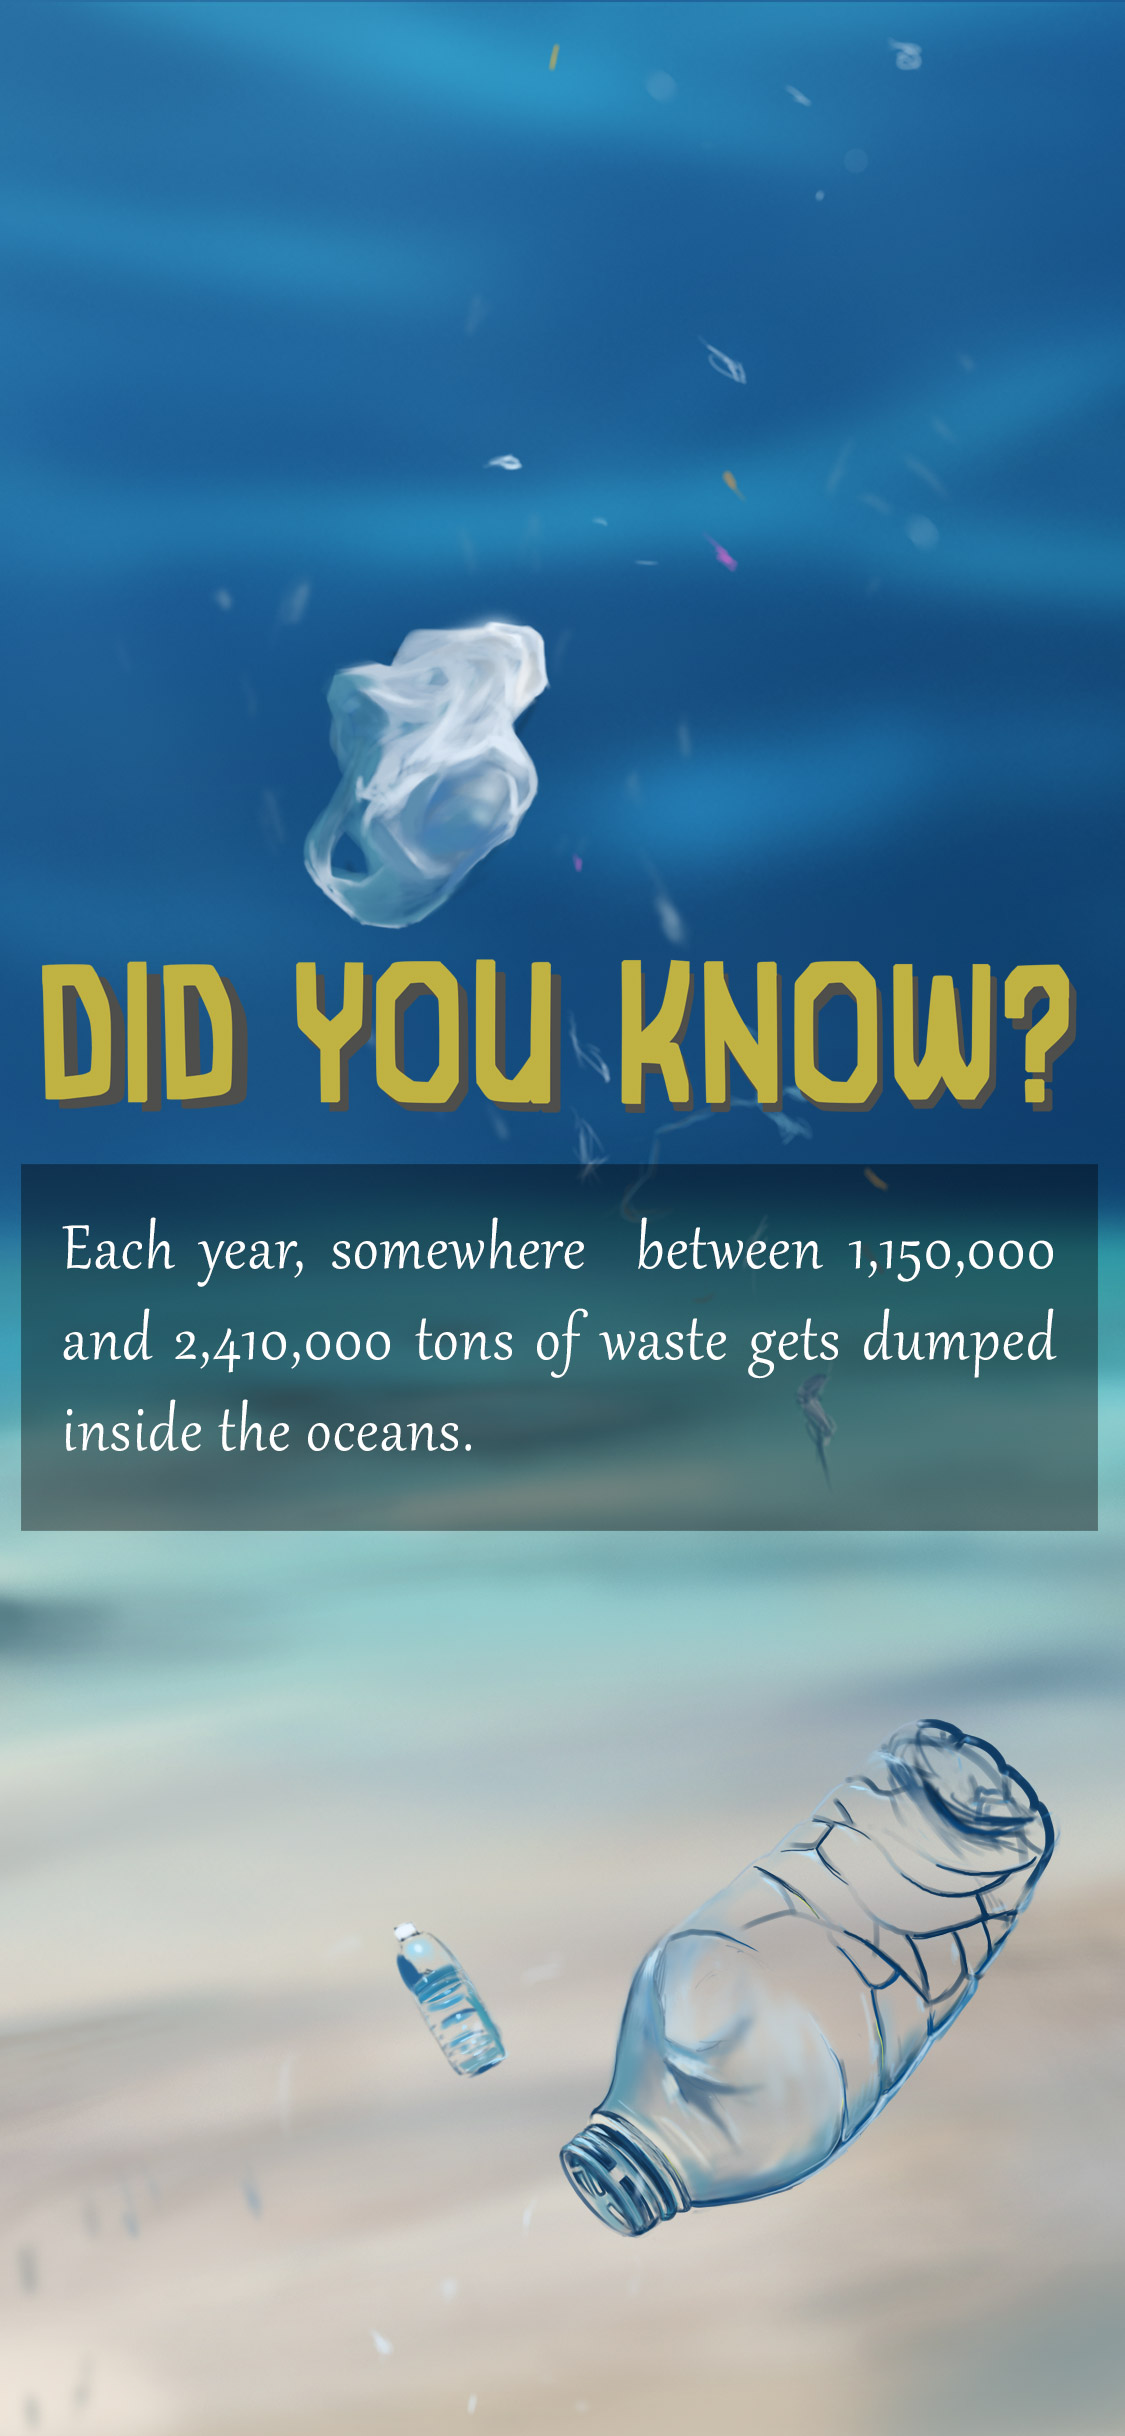 DID YOU KNOW?
Each year, somewhere between 1,150,000
and 2,410,000 tons of waste gets dumped
inside the oceans.